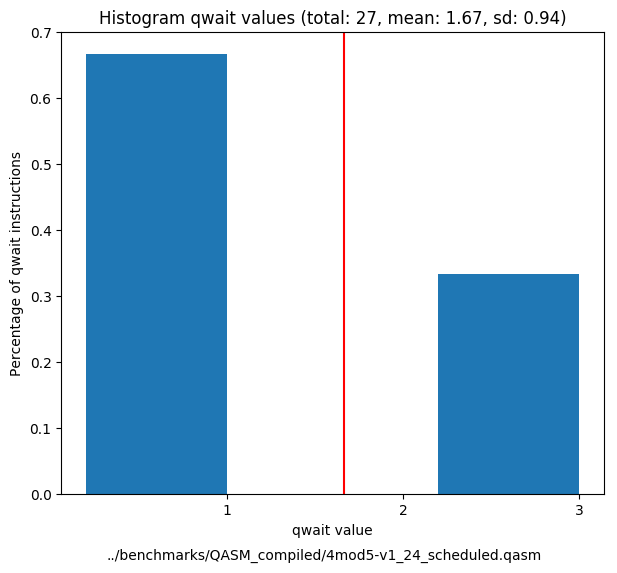 Histogram qwait values (total: 27, mean: 1.67, sd: 0.94)
0.7
0.6
0.5
0.4
0.3
0.2
0.1
0.0
Percentage of qwait instructions
1 2 3
qwait value
../benchmarks/QASM_compiled/4mod5-v1_24_scheduled.qasm